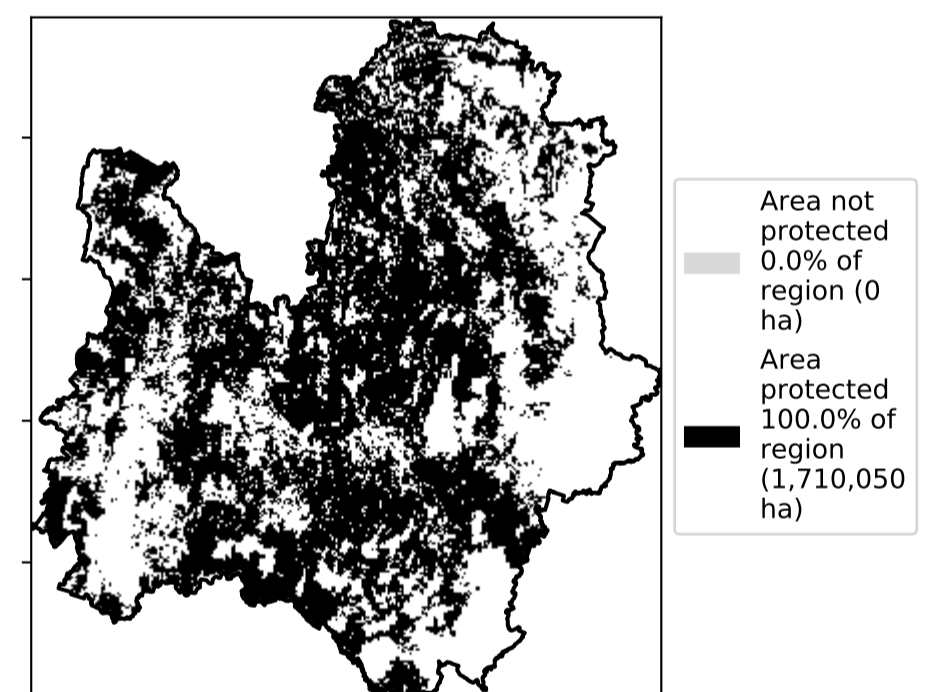 Area not
protected
0.0% of
region (0
ha)
Area
protected
100.0% of
region
(1,710,050
ha)